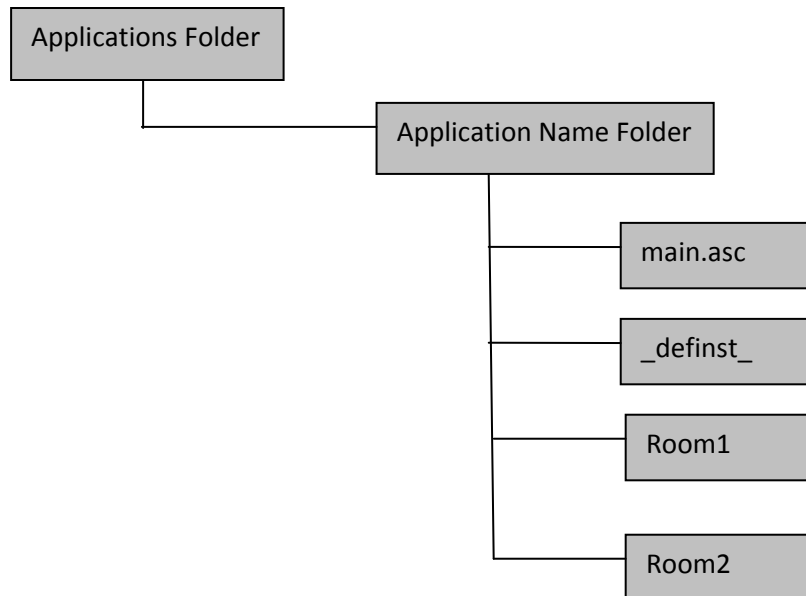 Applications Folder
Application Name Folder
main.asc
_definst_
Room1
Room2